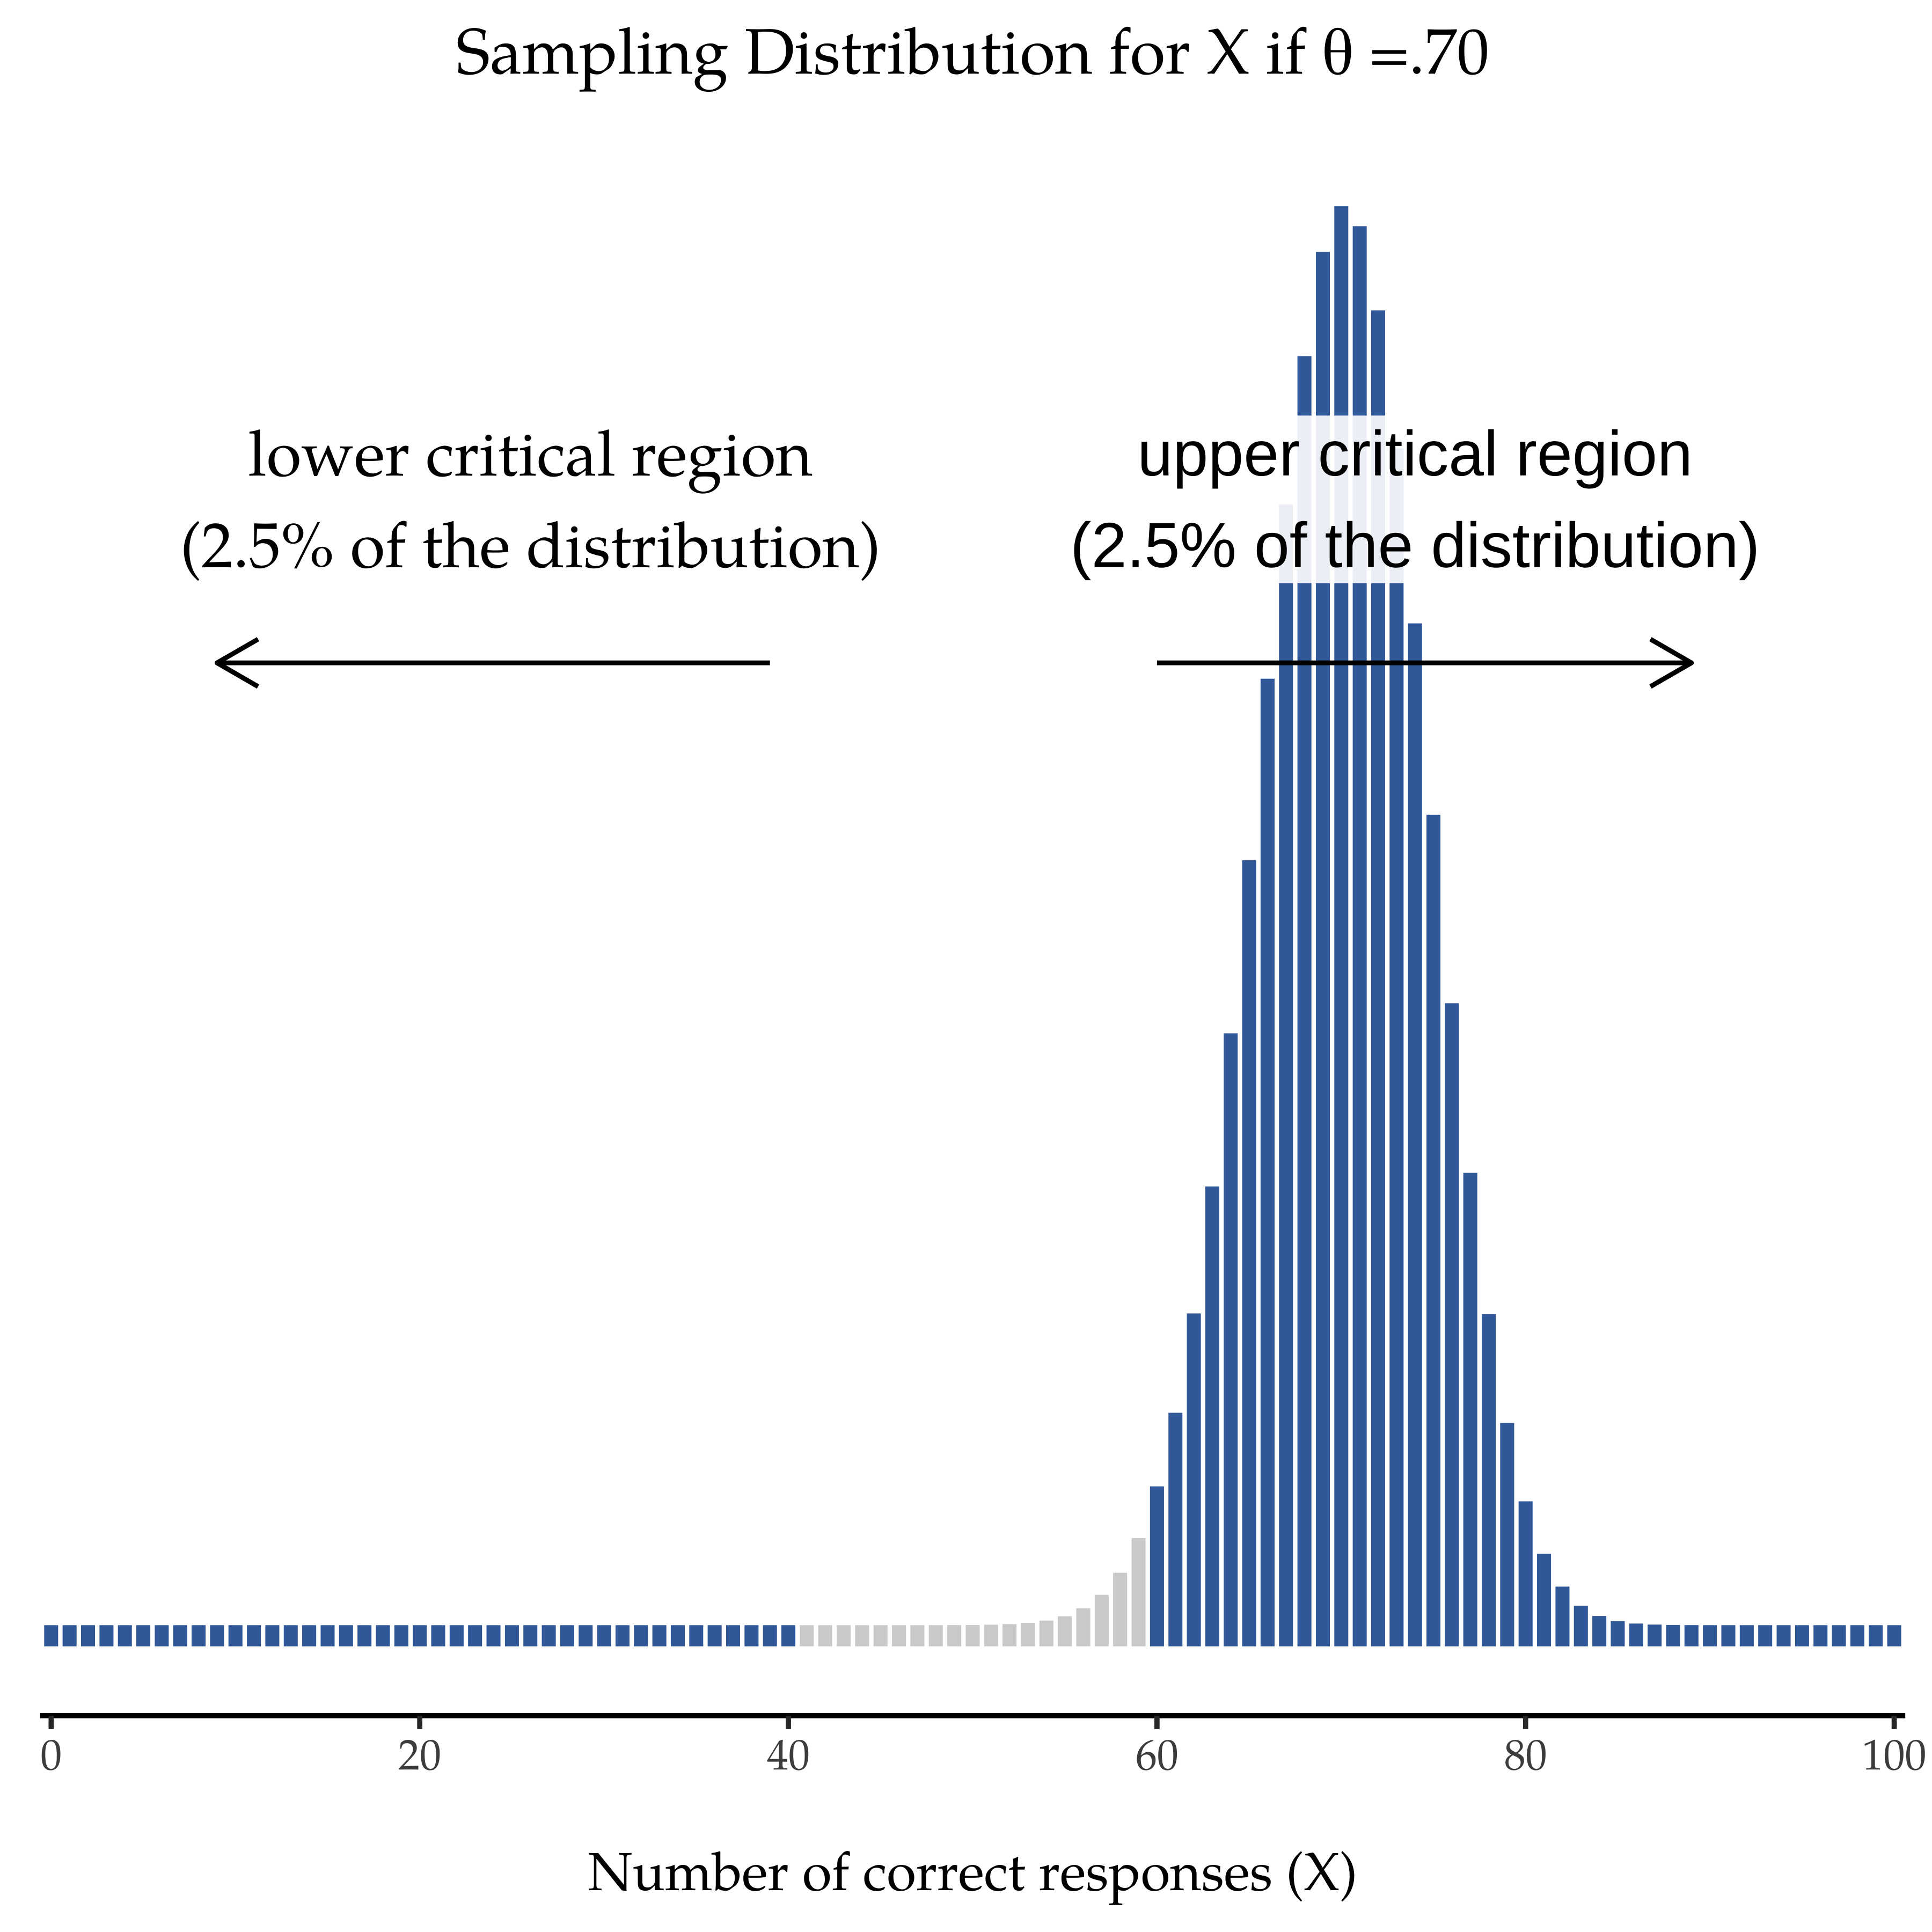 Sampling Distribution for X if θ =.70
lower critical region
(2.5% of the distribution)
upper critical region
(2.5% of the distribution)
0 20 40 60 80 100
Number of correct responses (X)